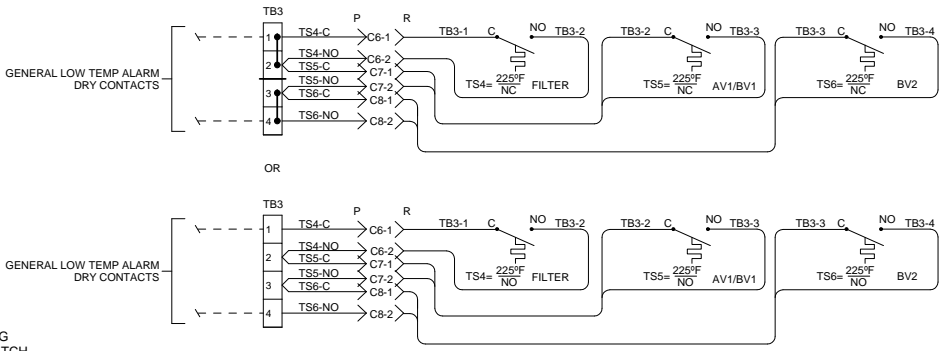 TB3 P R
1 TS4-C C6-1 TB3-1 C NO TB3-2 TB3-2 C NO TB3-3 TB3-3 C NO TB3-4
TS4-NO C6-2
2 TS5-C C7-1
GENERAL LOW TEMP ALARM
DRY CONTACTS
TS5-NO C7-2
3 TS6-C C8-1
TS4= 225ºF NC FILTER TS5= 225ºF NC AV1/BV1 TS6= 225ºF NC BV2
4 TS6-NO C8-2
OR
TB3 P R
1 TS4-C C6-1 TB3-1 C NO TB3-2 TB3-2 C NO TB3-3 TB3-3 C NO TB3-4
TS4-NO C6-2
2 TS5-C C7-1
GENERAL LOW TEMP ALARM
DRY CONTACTS
TS5-NO C7-2
3 TS6-C C8-1
TS4= 225ºF NO FILTER TS5= 225ºF NO AV1/BV1 TS6= 225ºF NO BV2
4 TS6-NO C8-2
G
TCH